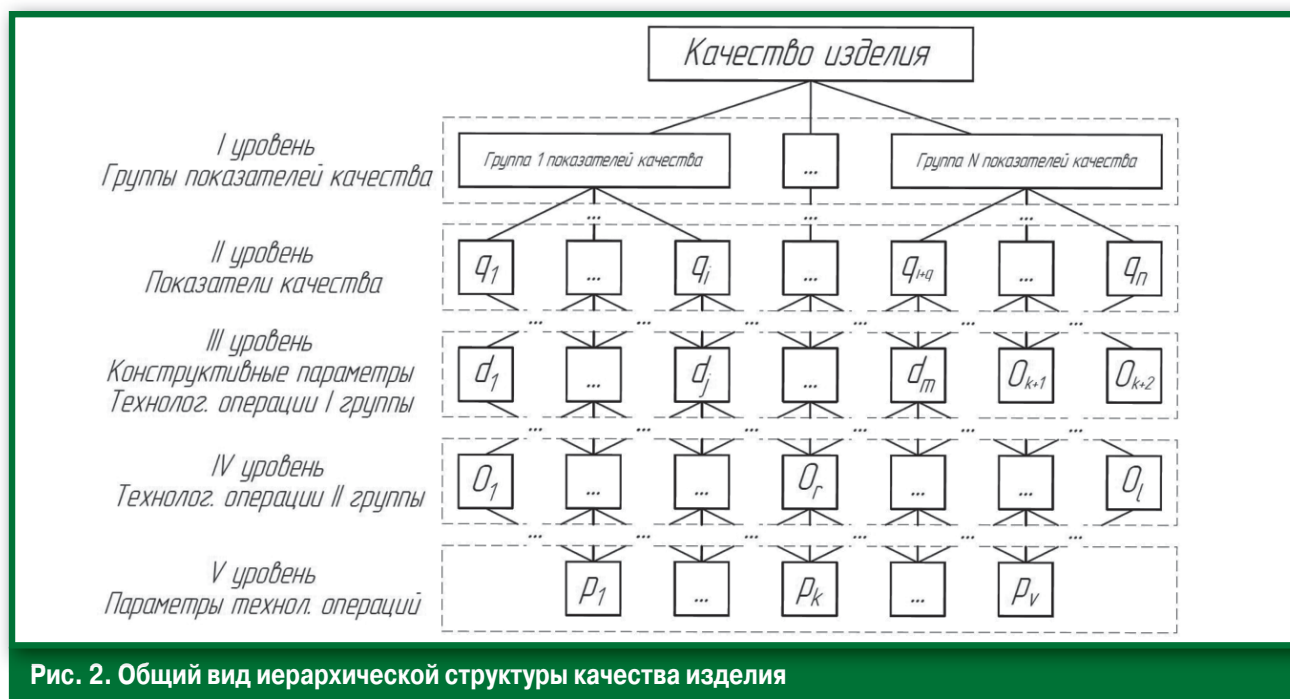 Качество изделия
I уровень
Группы показателей качества
Группа 1 показателей качества
...
Группа N показателей качества
... ... ...
II уровень
Показатели качества
q1 ... qi ... qi+q ... qn
... ... ... ... ... ...
III уровень
Конструктивные параметры
Технолог. операции I группы
d1 ... dj ... dm Ok+1 Ok+2
... ... ... ... ... ...
IV уровень
Технолог. операции II группы
O1 ... ... Or ... ... Ol
... ... ... ... ... ...
V уровень
Параметры технол. операций
p1 ... pk ... pv
Рис. 2. Общий вид иерархической структуры качества изделия